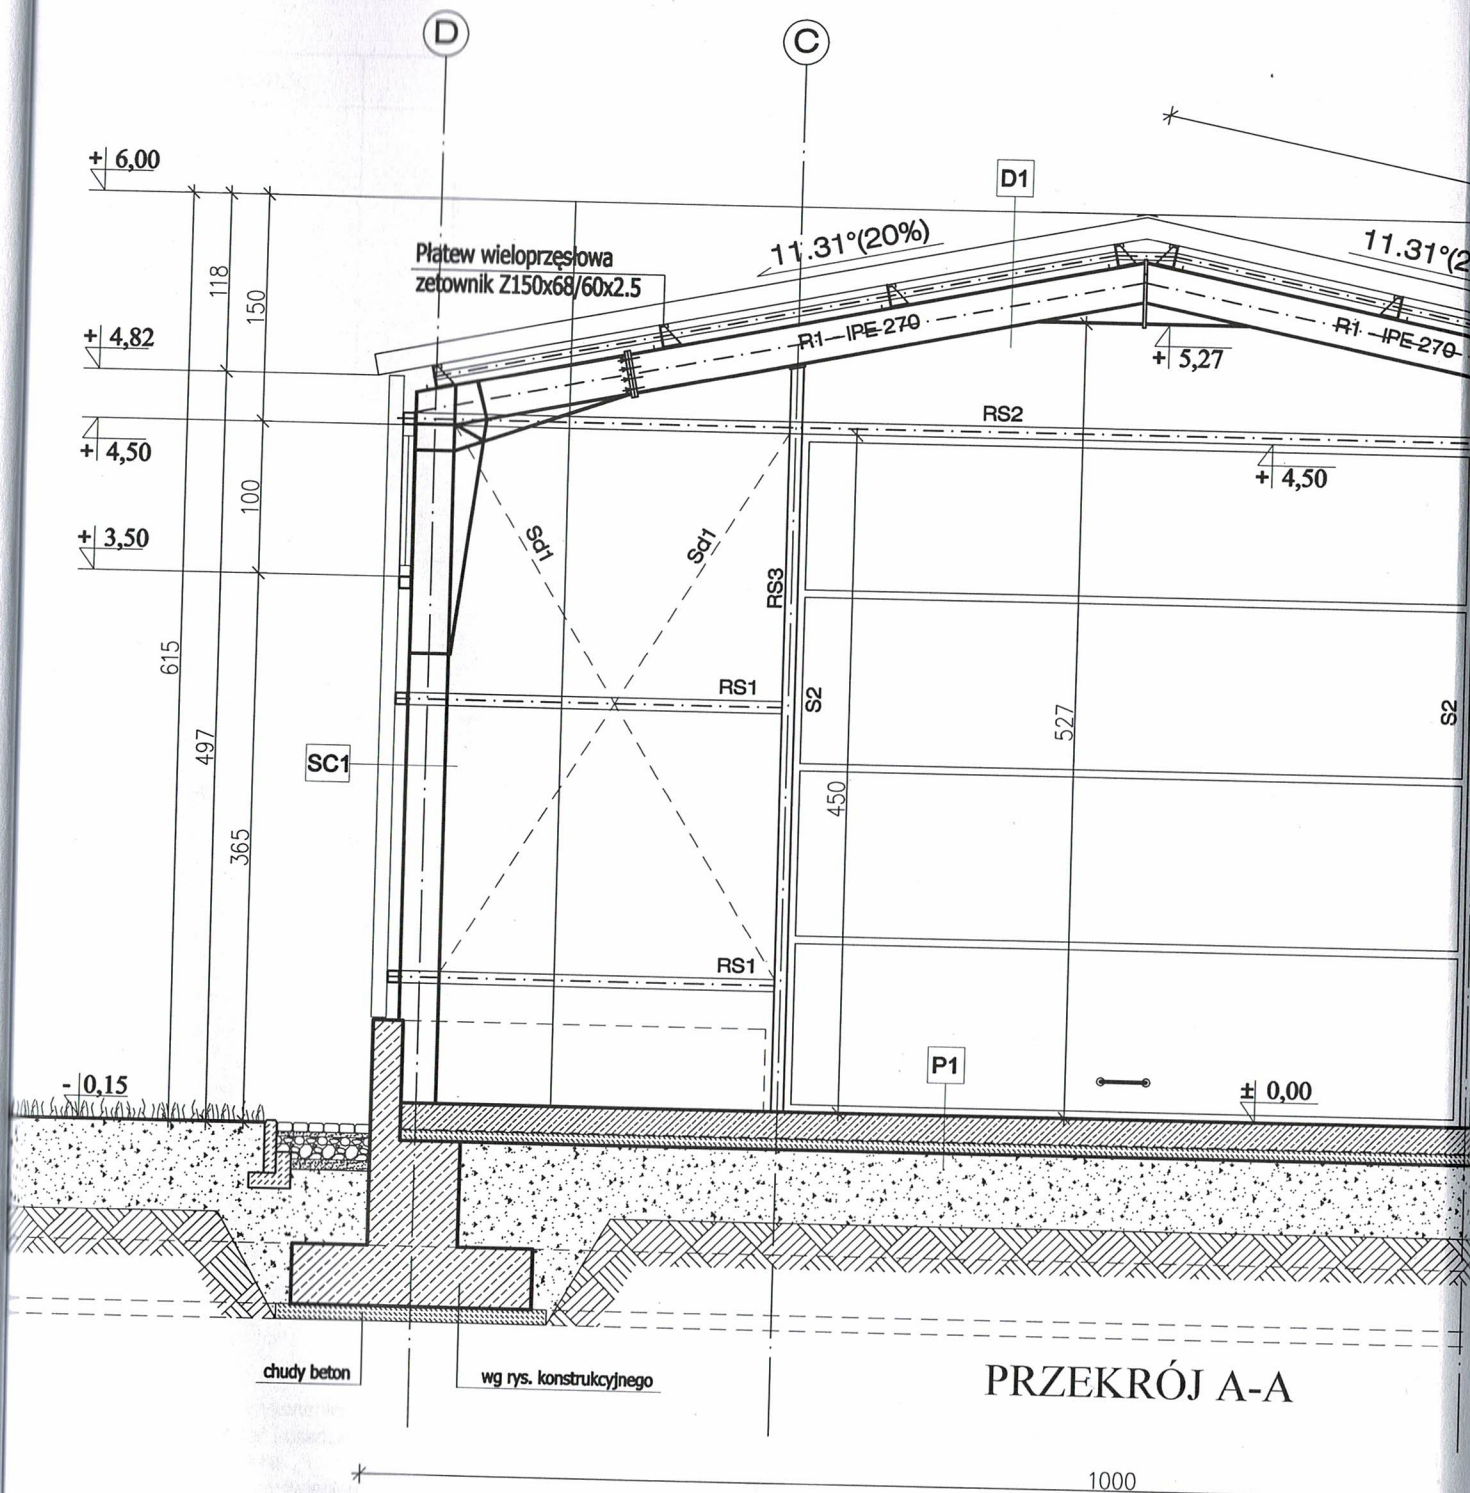 D
C
+ 6,00
D1
11.31°(20%)
11.31°(2
Płatew wieloprzęsłowa
zetownik Z150x68/60x2.5
118
150
+ 4,82
R1 IPE 270
R1 IPE 270
+ 5,27
RS2
+ 4,50
+ 4,50
100
+ 3,50
Sd1
Sd1
RS3
615
RS1
S2
S2
497
527
SC1
450
365
RS1
P1
- 0,15
± 0,00
chudy beton
wg rys. konstrukcyjnego
PRZEKRÓJ A-A
1000